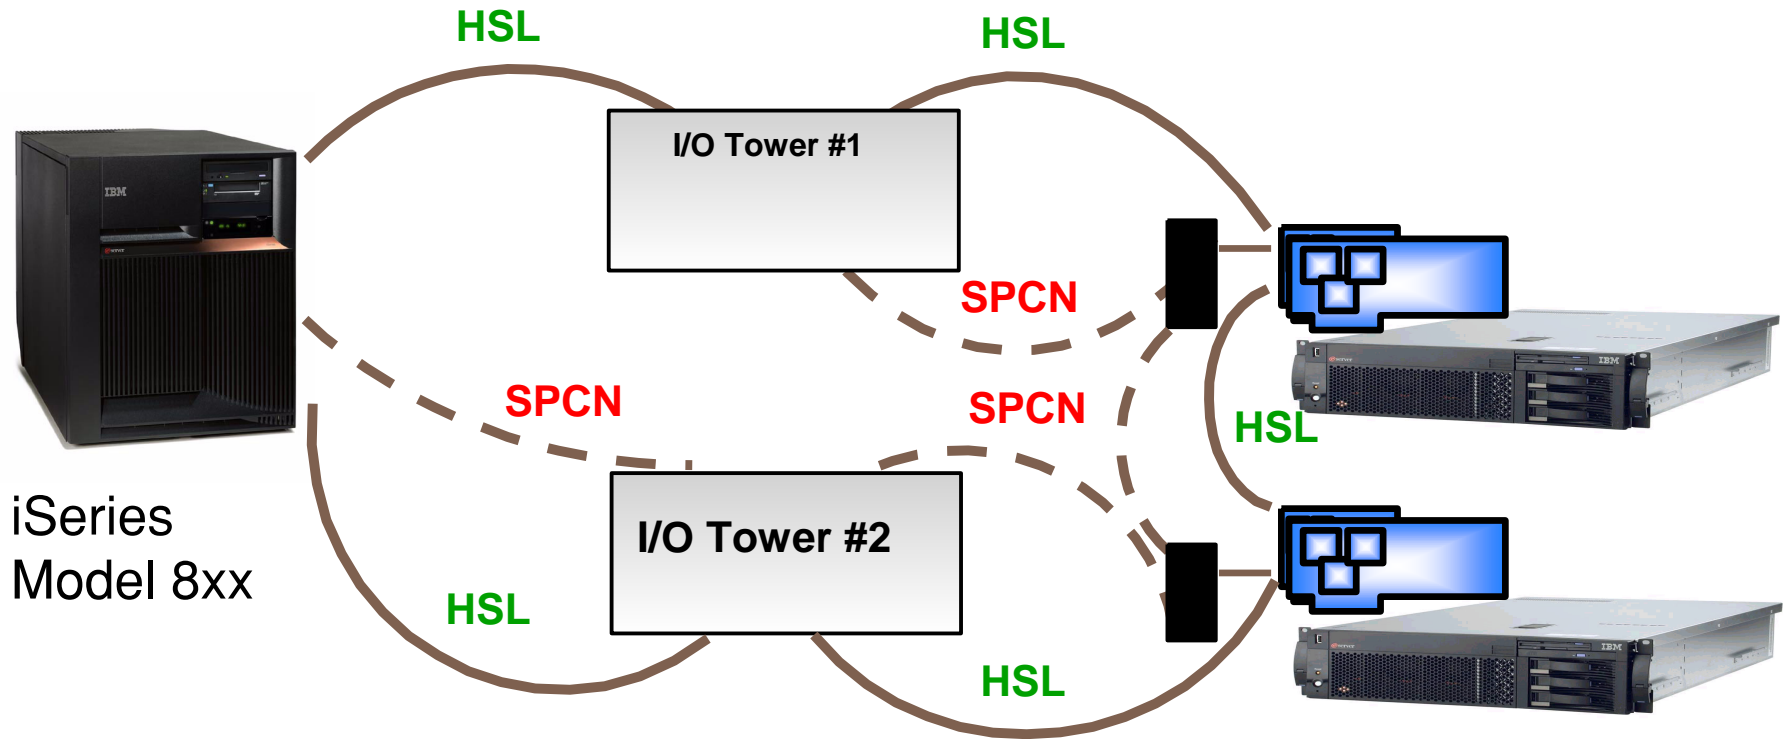 HSL
HSL
I/O Tower #1
IBM
SPCN
IBM
SPCN
SPCN
HSL
iSeries
Model 8xx
I/O Tower #2
HSL
IBM
HSL